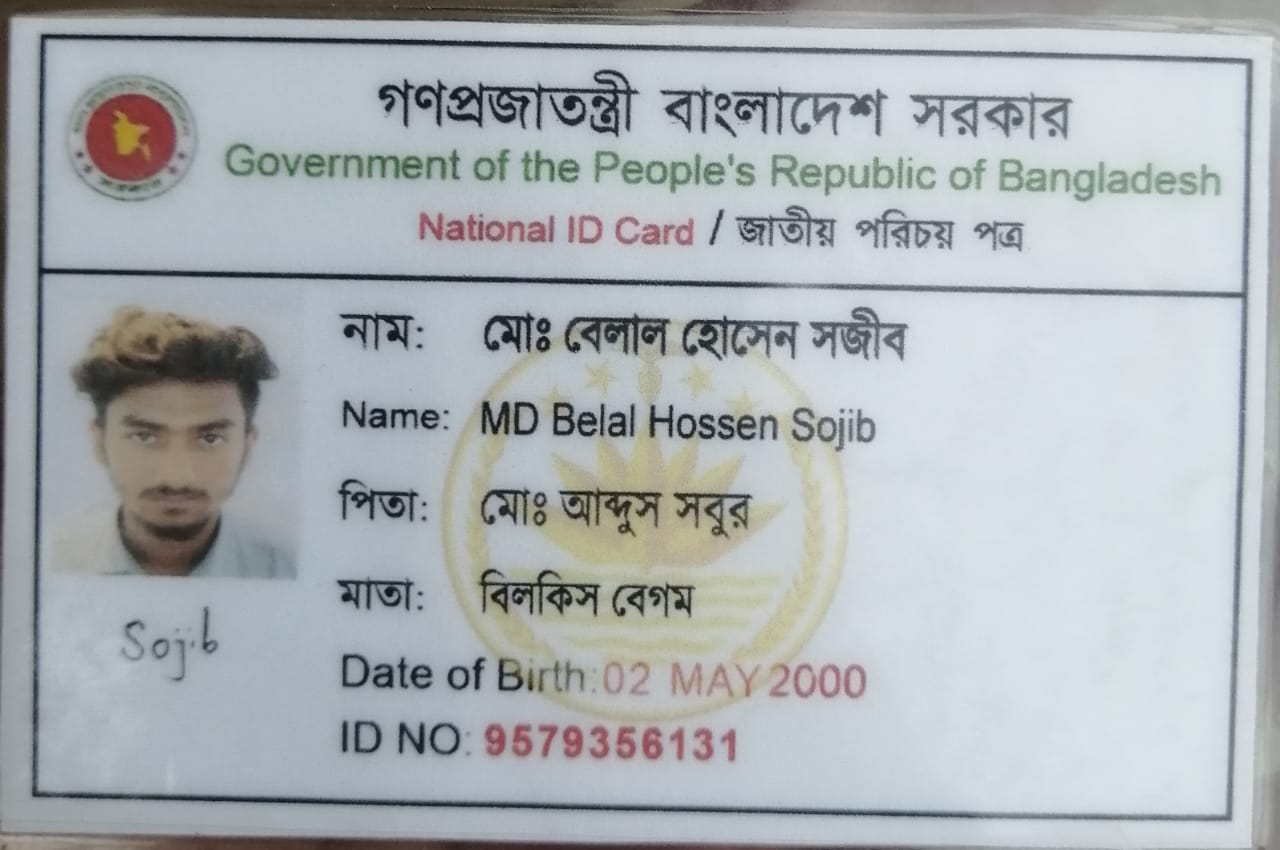 গণপ্রজাতন্ত্রী বাংলাদেশ সরকার
Government of the People's Republic of Bangladesh
National ID Card / জাতীয় পরিচয় পত্র
নাম: মোঃ বেলাল হোসেন সজীব
Name: MD Belal Hossen Sojib
পিতা: মোঃ আব্দুস সবুর
মাতা: বিলকিস বেগম
Sojib
Date of Birth: 02 MAY 2000
ID NO: 9579356131